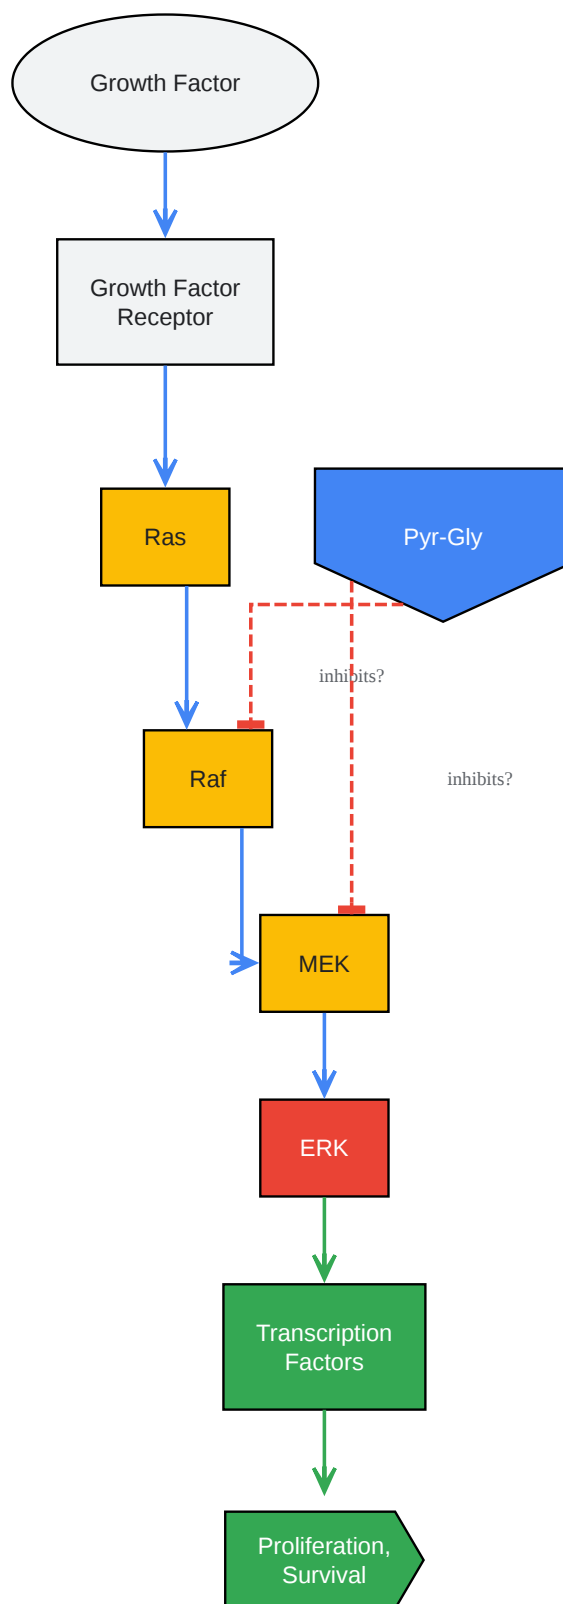 Growth Factor
Growth Factor
Receptor
Ras
Pyr-Gly
inhibits?
Raf
inhibits?
MEK
ERK
Transcription
Factors
Proliferation,
Survival